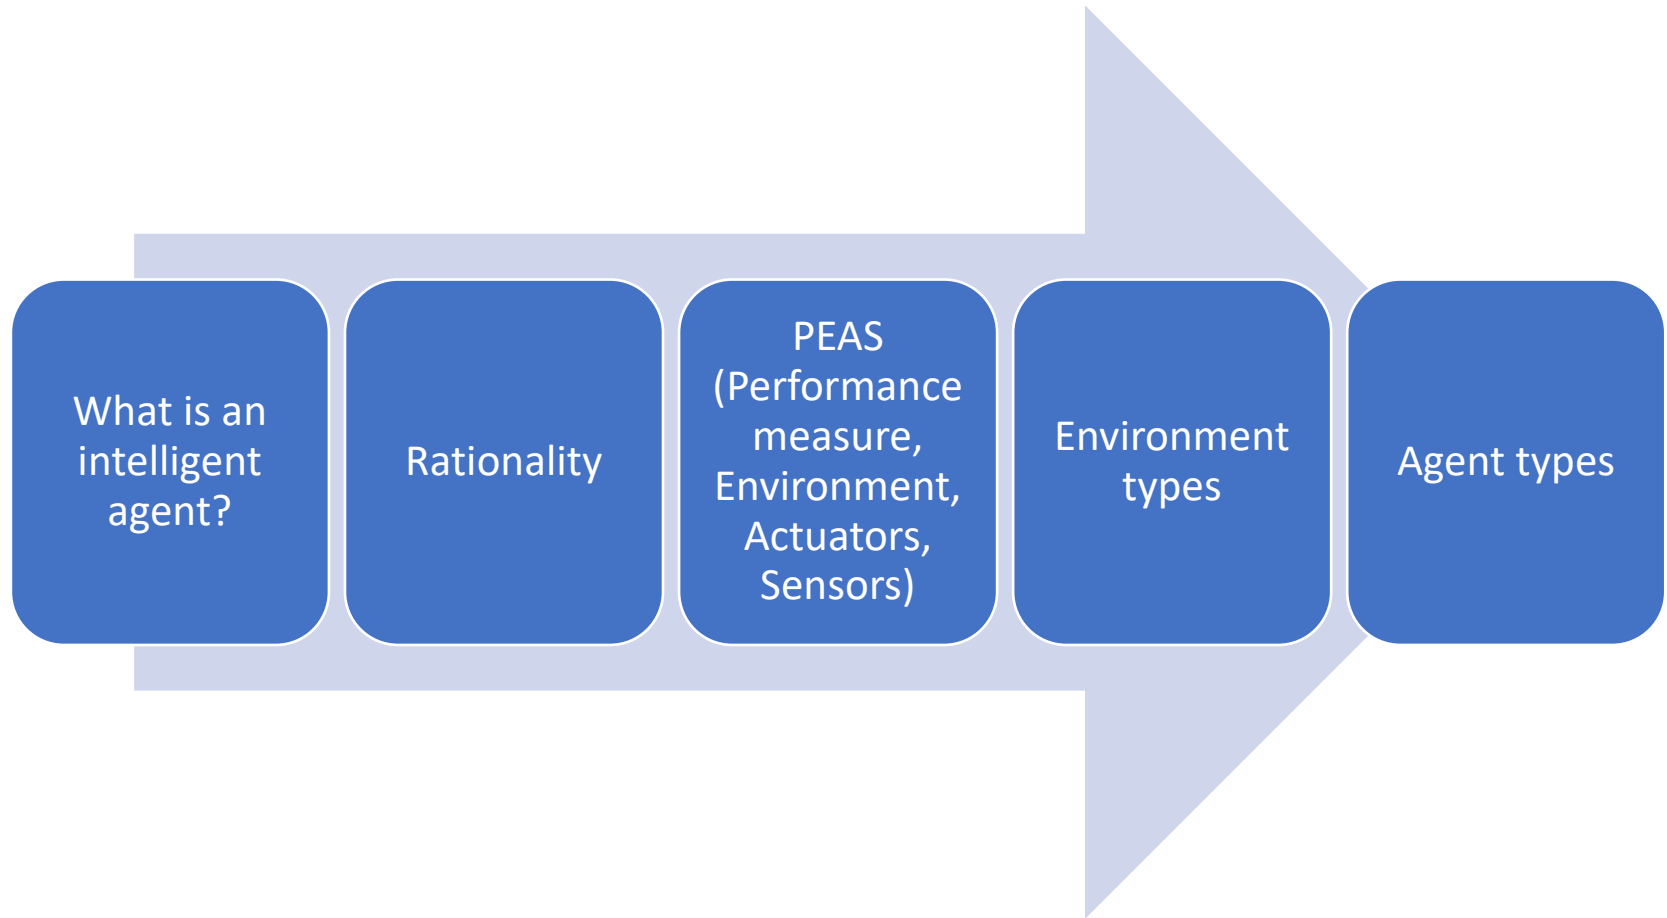 What is an
intelligent
agent?
Rationality
PEAS
(Performance
measure,
Environment,
Actuators,
Sensors)
Environment
types
Agent types